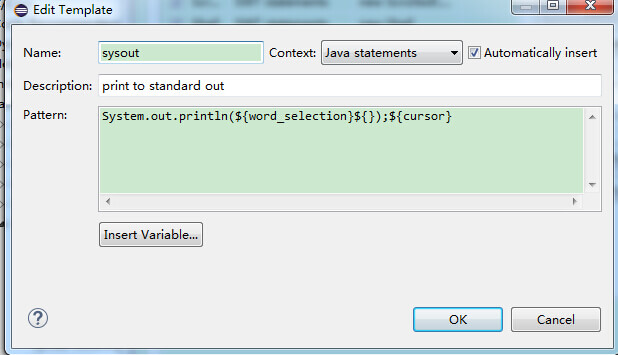 Edit Template
Name: sysout Context: Java statements Automatically insert
Description: print to standard out
Pattern: System.out.println(${word_selection}${});${cursor}
Insert Variable...
? OK Cancel